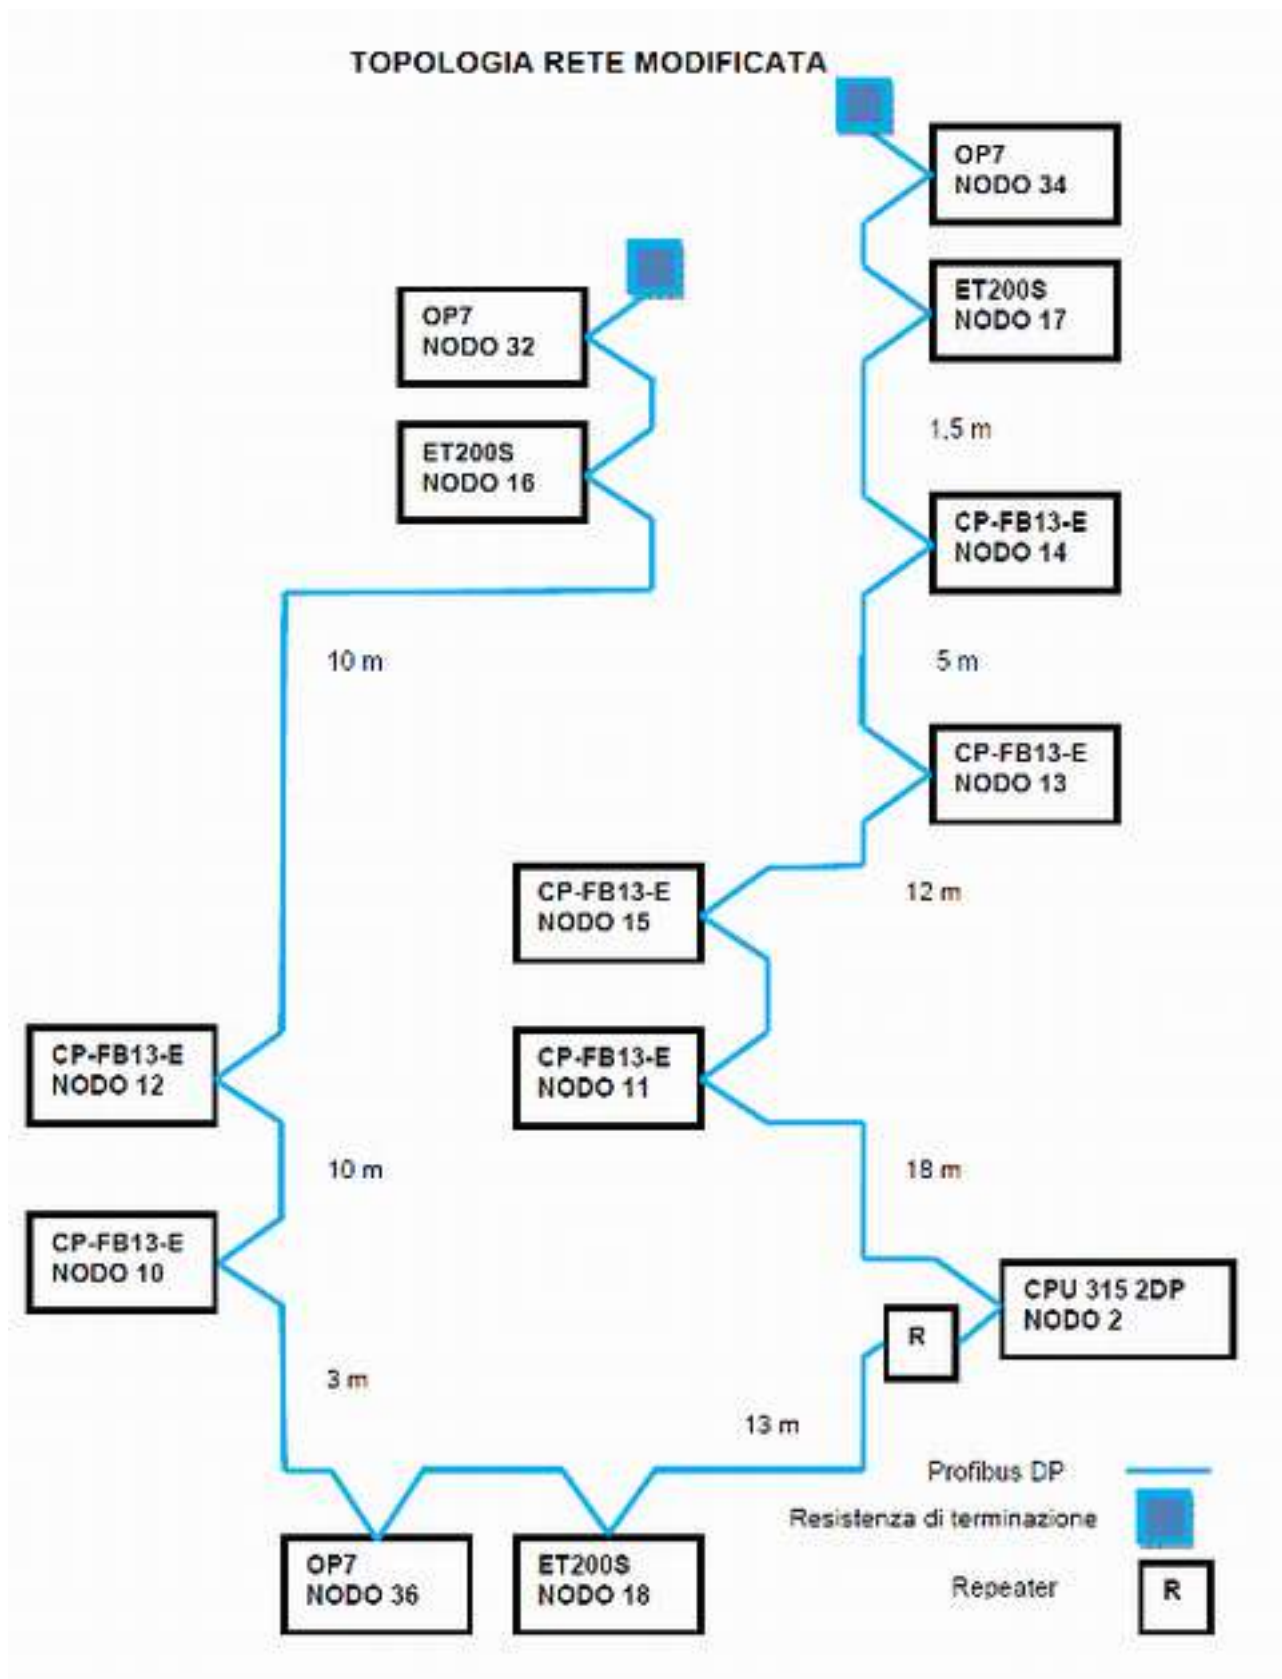 TOPOLOGIA RETE MODIFICATA
OP7
NODO 34
ET200S
NODO 17
OP7
NODO 32
ET200S
NODO 16
1,5 m
CP-FB13-E
NODO 14
10 m
5 m
CP-FB13-E
NODO 13
CP-FB13-E
NODO 15
12 m
CP-FB13-E
NODO 12
CP-FB13-E
NODO 11
10 m
18 m
CP-FB13-E
NODO 10
CPU 315 2DP
NODO 2
R
3 m
13 m
Profibus DP
Resistenza di terminazione
OP7
NODO 36
ET200S
NODO 18
Repeater
R